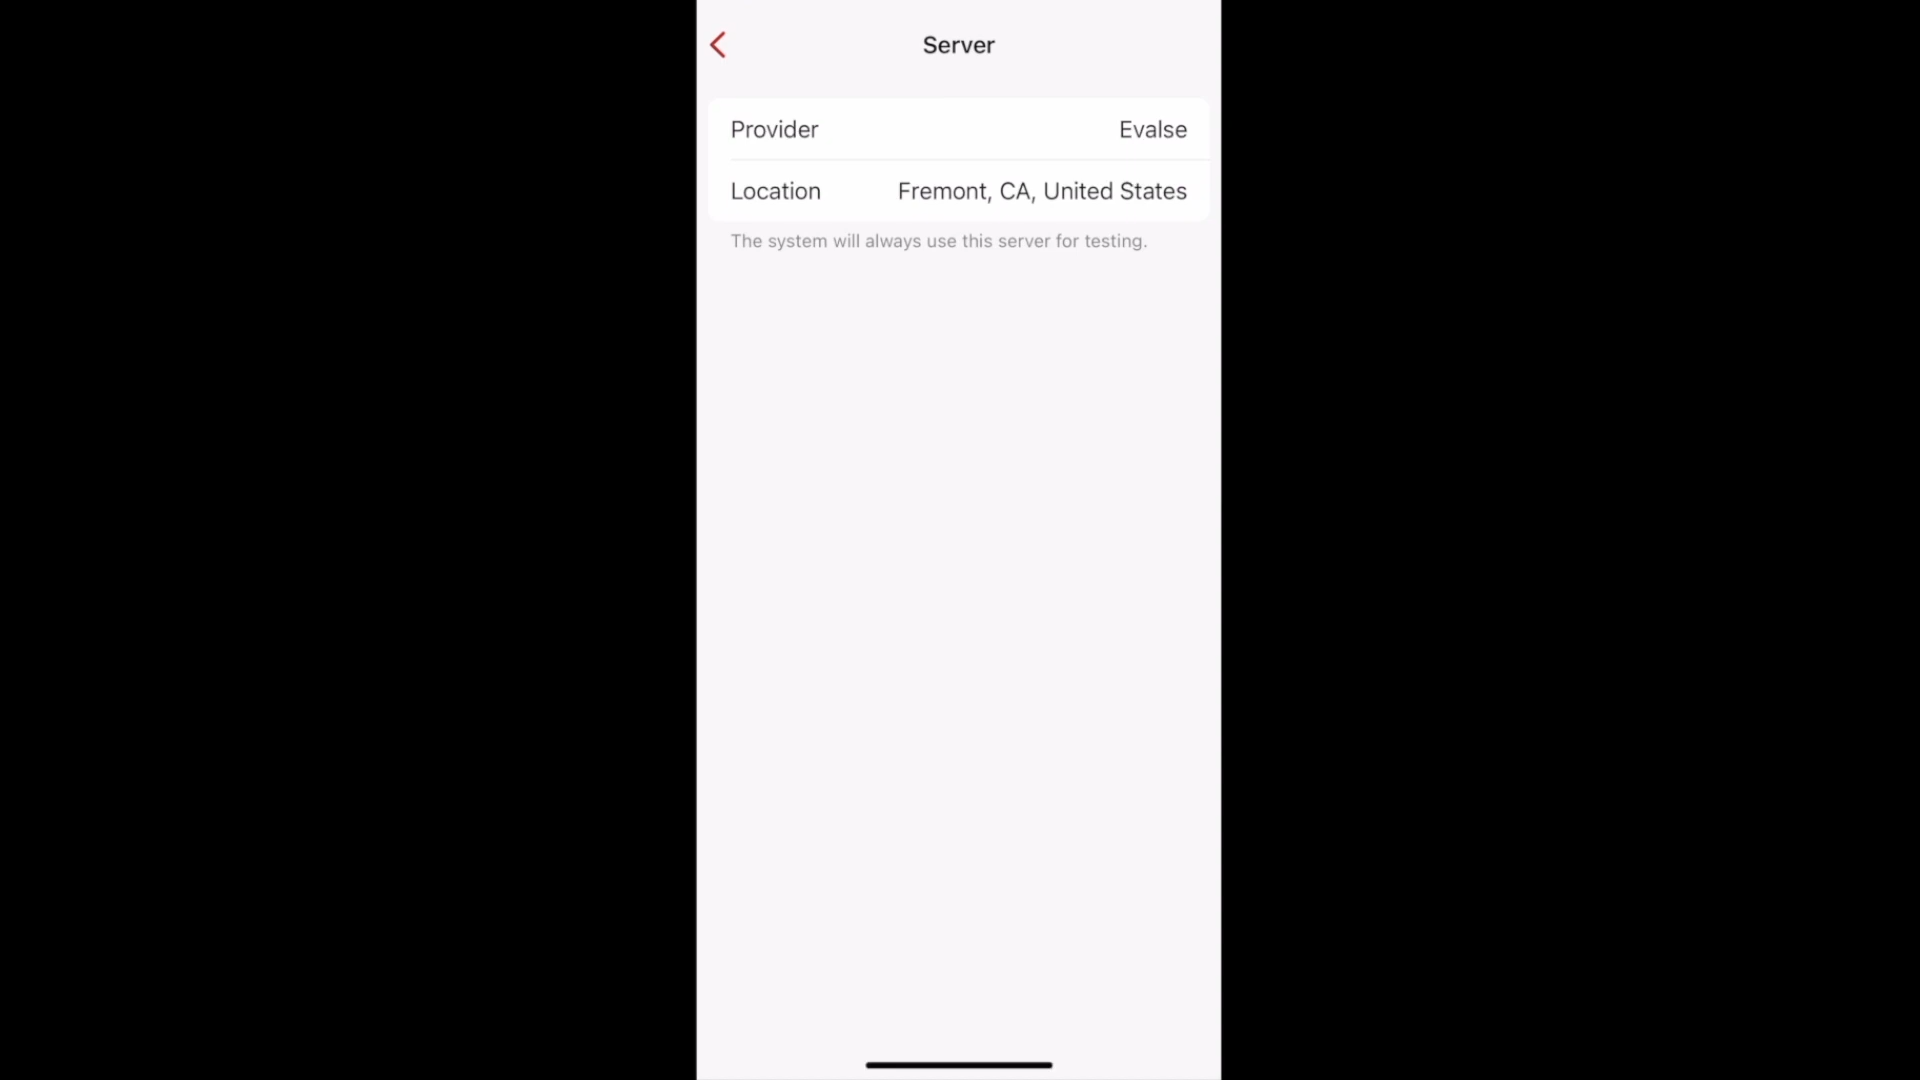 Server
Provider Evalse
Location Fremont, CA, United States
The system will always use this server for testing.